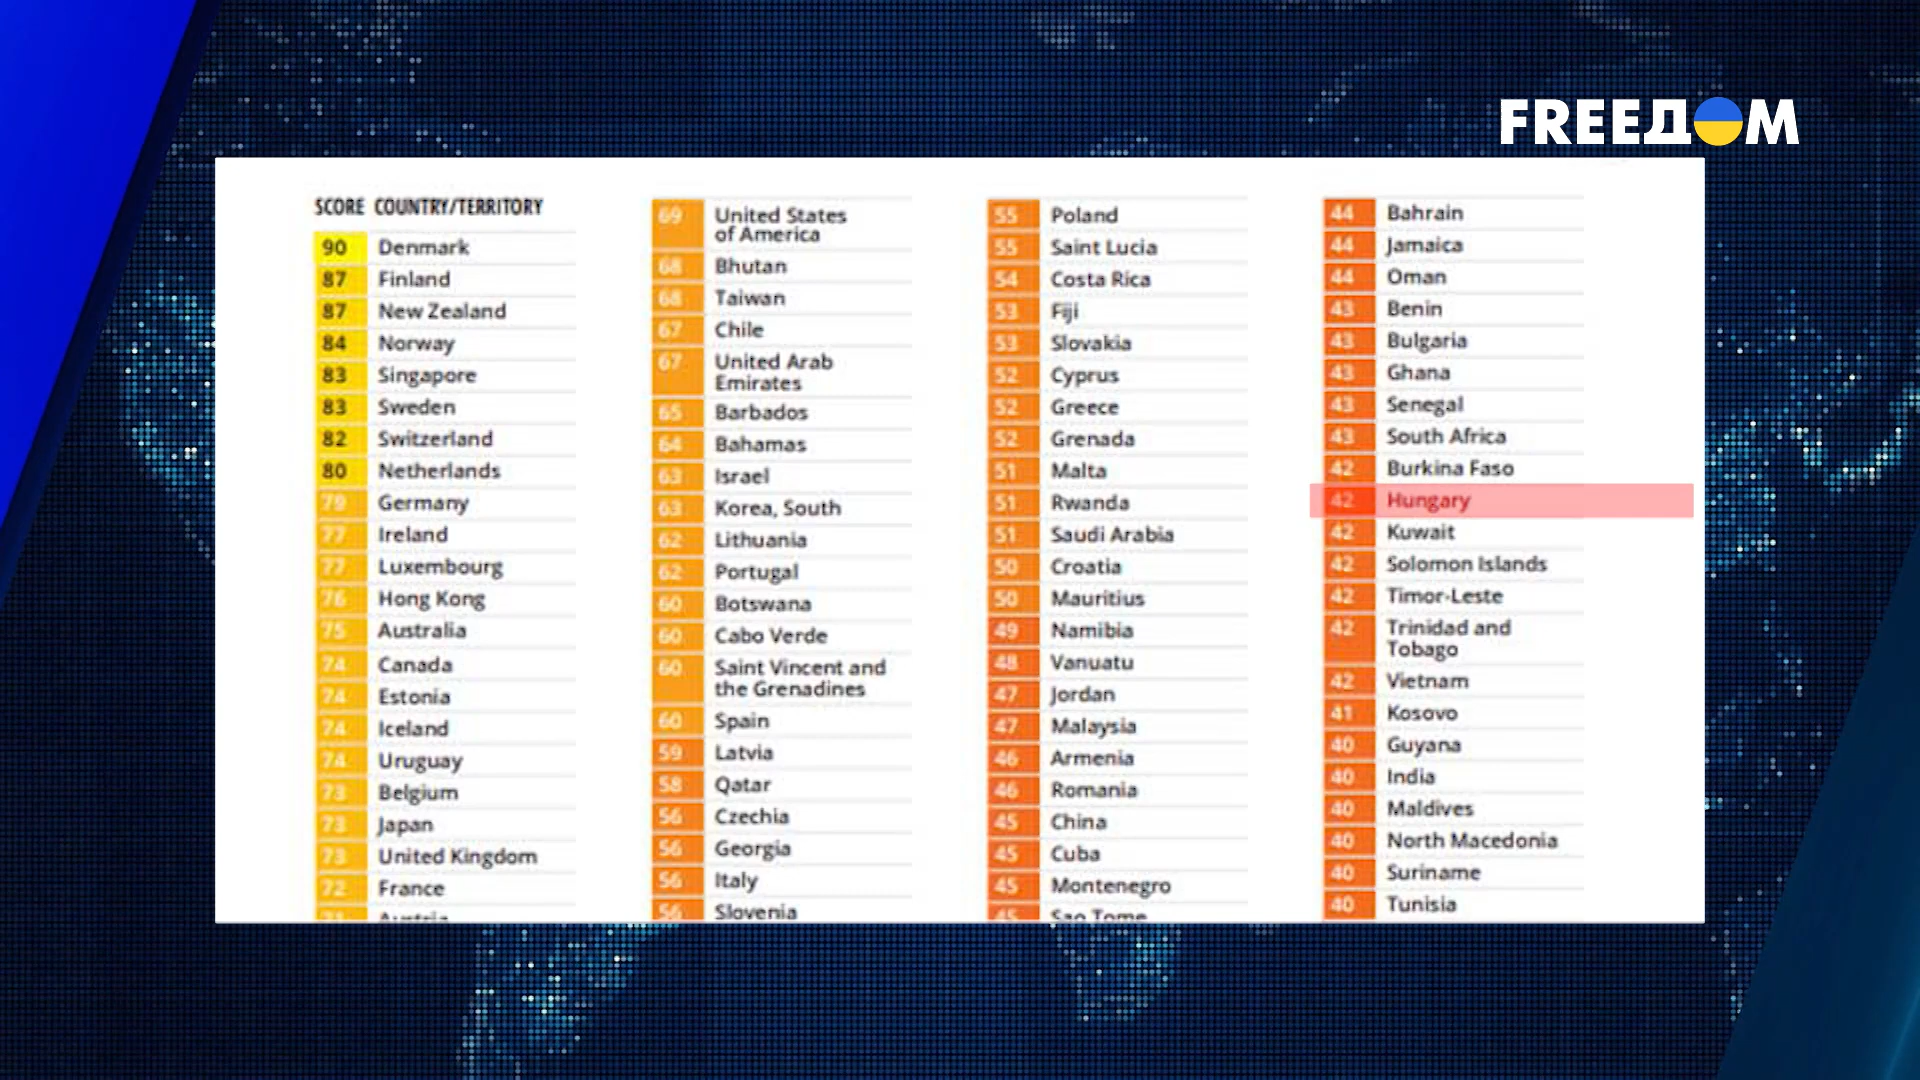 FREEДOM
SCORE COUNTRY/TERRITORY
90 Denmark
87 Finland
87 New Zealand
84 Norway
83 Singapore
83 Sweden
82 Switzerland
80 Netherlands
79 Germany
77 Ireland
77 Luxembourg
76 Hong Kong
75 Australia
74 Canada
74 Estonia
74 Iceland
74 Uruguay
73 Belgium
73 Japan
73 United Kingdom
72 France
71 Austria
69 United States
of America
68 Bhutan
68 Taiwan
67 Chile
67 United Arab
Emirates
65 Barbados
64 Bahamas
63 Israel
63 Korea, South
62 Lithuania
62 Portugal
60 Botswana
60 Cabo Verde
60 Saint Vincent and
the Grenadines
60 Spain
59 Latvia
58 Qatar
56 Czechia
56 Georgia
56 Italy
56 Slovenia
55 Poland
55 Saint Lucia
54 Costa Rica
53 Fiji
53 Slovakia
52 Cyprus
52 Greece
52 Grenada
51 Malta
51 Rwanda
51 Saudi Arabia
50 Croatia
50 Mauritius
49 Namibia
48 Vanuatu
47 Jordan
47 Malaysia
46 Armenia
46 Romania
45 China
45 Cuba
45 Montenegro
45 Sao Tome
44 Bahrain
44 Jamaica
44 Oman
43 Benin
43 Bulgaria
43 Ghana
43 Senegal
43 South Africa
42 Burkina Faso
42 Hungary
42 Kuwait
42 Solomon Islands
42 Timor-Leste
42 Trinidad and
Tobago
42 Vietnam
41 Kosovo
40 Guyana
40 India
40 Maldives
40 North Macedonia
40 Suriname
40 Tunisia